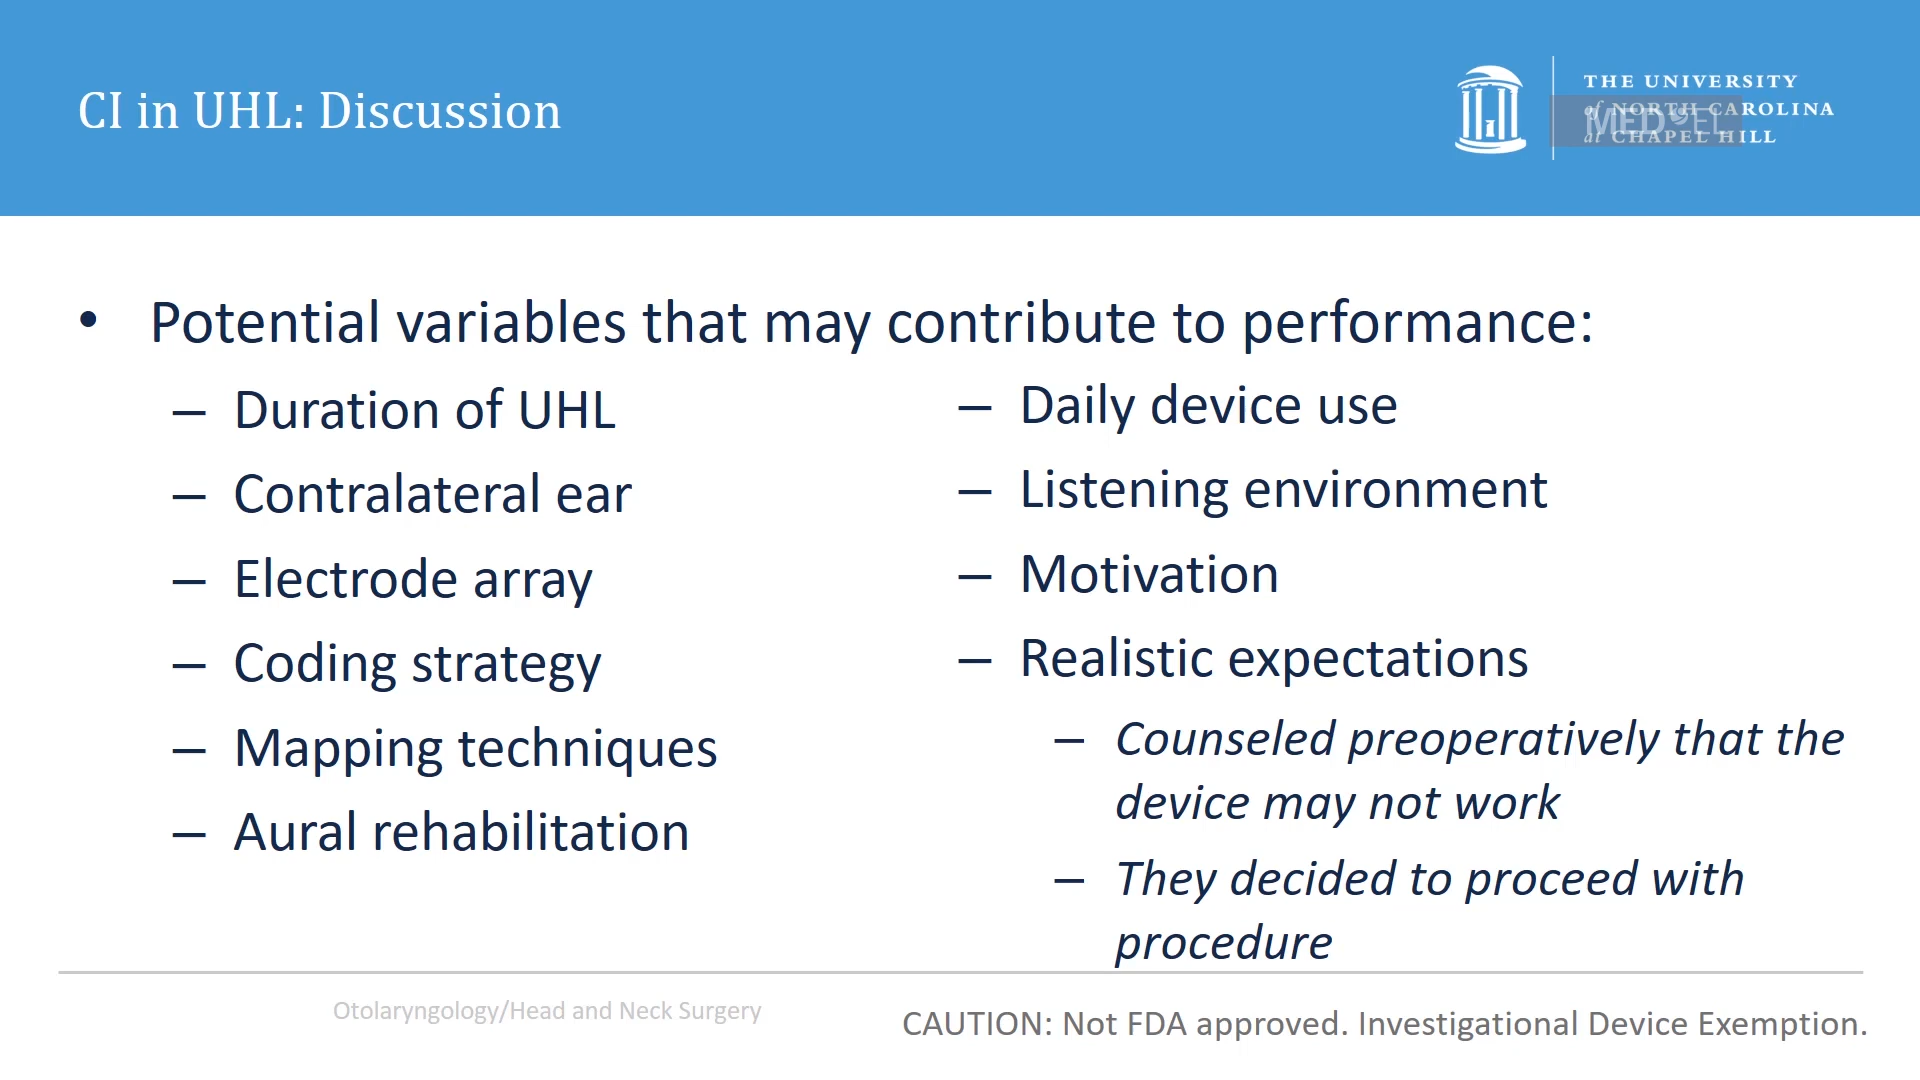 CI in UHL: Discussion
THE UNIVERSITY
of NORTH CAROLINA
at CHAPEL HILL
MED°EL
• Potential variables that may contribute to performance:
– Duration of UHL
– Contralateral ear
– Electrode array
– Coding strategy
– Mapping techniques
– Aural rehabilitation
– Daily device use
– Listening environment
– Motivation
– Realistic expectations
– Counseled preoperatively that the
device may not work
– They decided to proceed with
procedure
Otolaryngology/Head and Neck Surgery
CAUTION: Not FDA approved. Investigational Device Exemption.